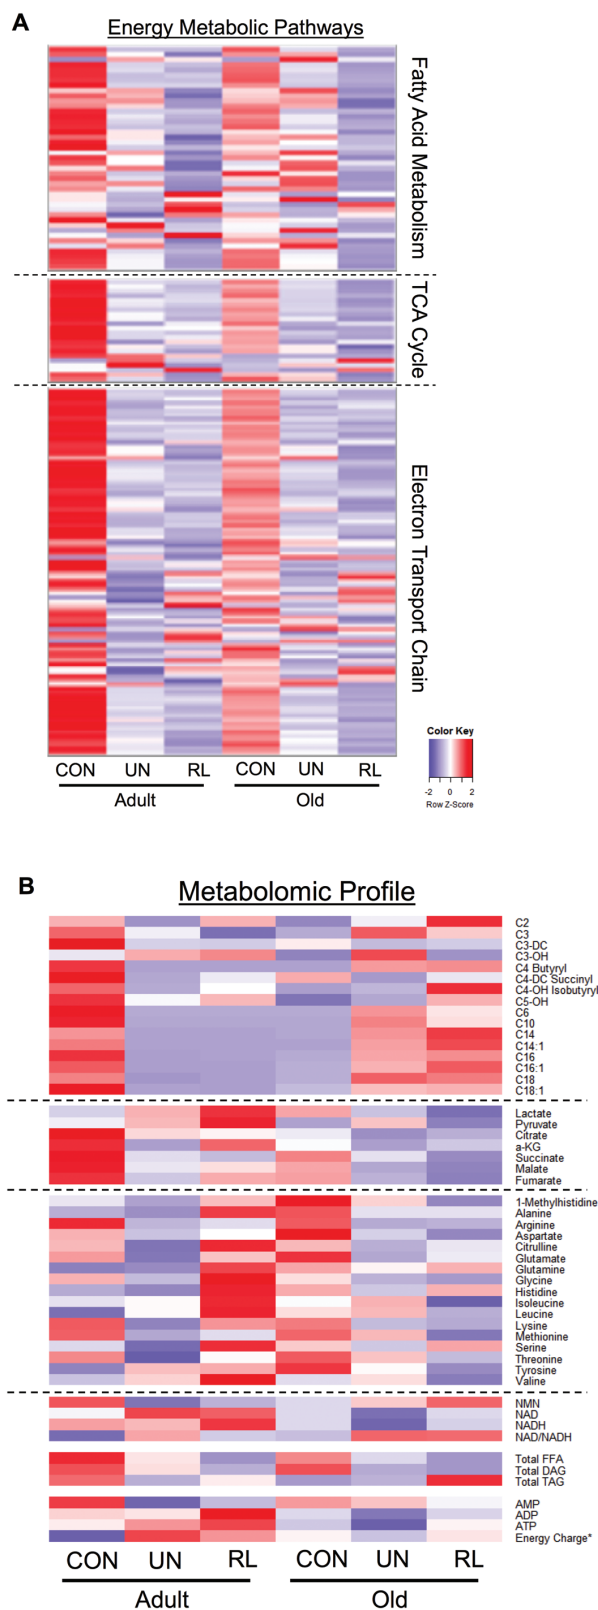 A
Energy Metabolic Pathways
Fatty Acid Metabolism
TCA Cycle
Electron Transport Chain
Color Key
-2 0 2
Row Z-Score
CON UN RL CON UN RL
Adult Old
B
Metabolomic Profile
C2
C3
C3-DC
C3-OH
C4 Butyryl
C4-DC Succinyl
C4-OH Isobutyryl
C5-OH
C6
C10
C14
C14:1
C16
C16:1
C18
C18:1
Lactate
Pyruvate
Citrate
a-KG
Succinate
Malate
Fumarate
1-Methylhistidine
Alanine
Arginine
Aspartate
Citrulline
Glutamate
Glutamine
Glycine
Histidine
Isoleucine
Leucine
Lysine
Methionine
Serine
Threonine
Tyrosine
Valine
NMN
NAD
NADH
NAD/NADH
Total FFA
Total DAG
Total TAG
AMP
ADP
ATP
Energy Charge*
CON UN RL CON UN RL
Adult Old